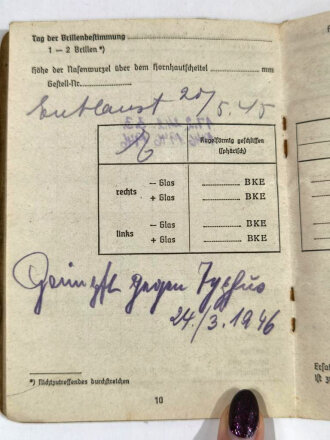 Tag der Brillenbestimmung
1 — 2 Brillen *)
Höhe der Nasenwurzel über dem Hornhautscheitel mm
Gestell-Nr.
Entlaust 20/5.45
Kugelförmig geschliffen
(sphärisch)
rechts — Glas BKE
+ Glas BKE
links — Glas BKE
+ Glas BKE
Geimpft gegen Typhus
24./3.1946
*) Nichtzutreffendes durchstreichen
10